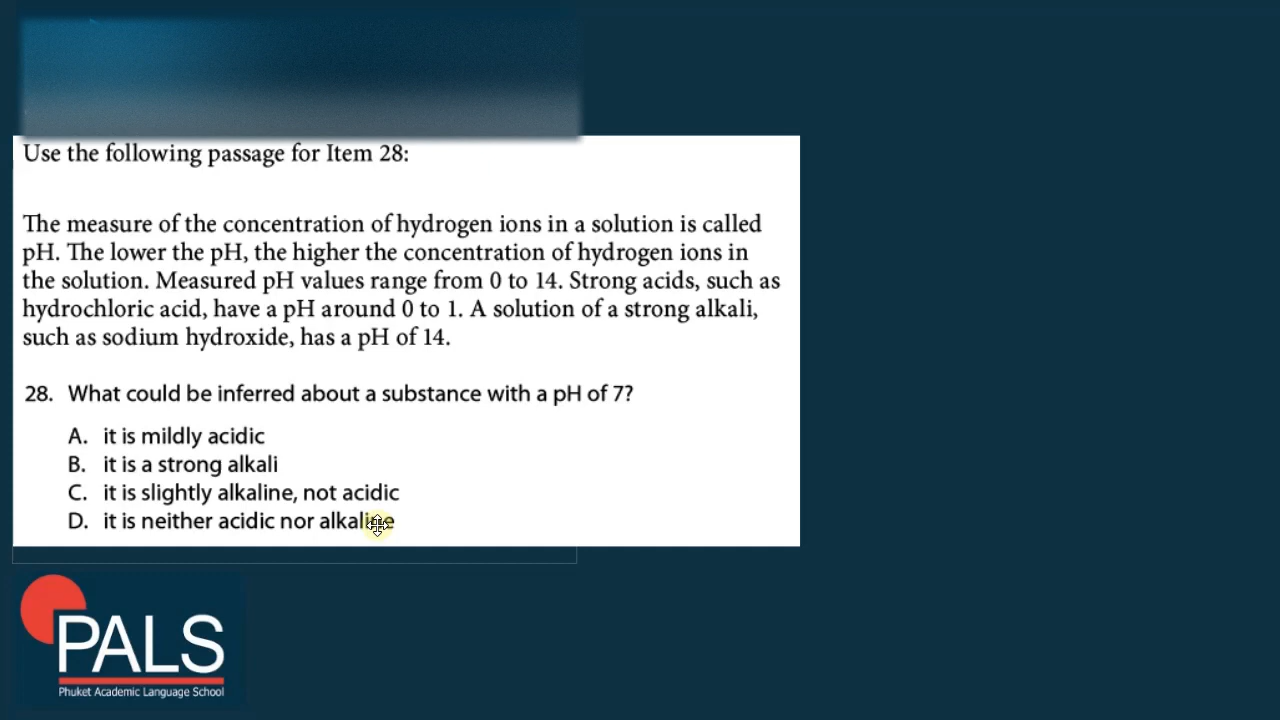 Use the following passage for Item 28:
The measure of the concentration of hydrogen ions in a solution is called
pH. The lower the pH, the higher the concentration of hydrogen ions in
the solution. Measured pH values range from 0 to 14. Strong acids, such as
hydrochloric acid, have a pH around 0 to 1. A solution of a strong alkali,
such as sodium hydroxide, has a pH of 14.
28. What could be inferred about a substance with a pH of 7?
A. it is mildly acidic
B. it is a strong alkali
C. it is slightly alkaline, not acidic
D. it is neither acidic nor alkaline
PALS
Phuket Academic Language School